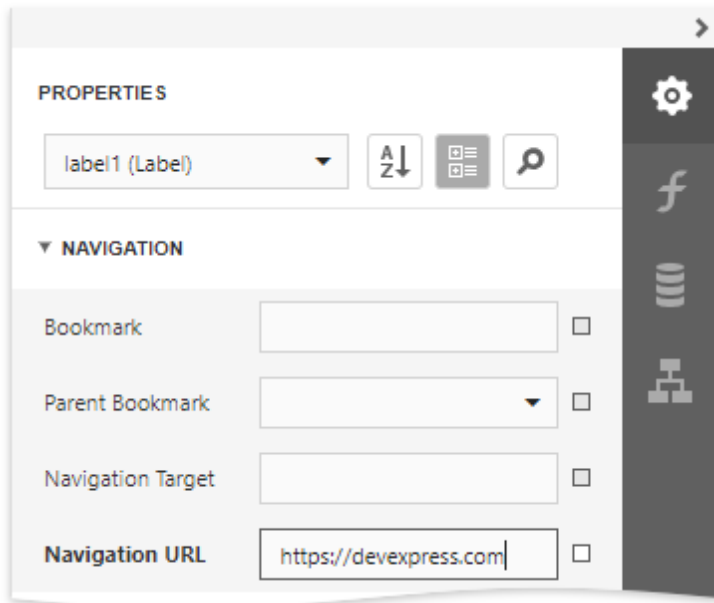 PROPERTIES
label1 (Label)
A
Z
NAVIGATION
Bookmark
Parent Bookmark
Navigation Target
Navigation URL
https://devexpress.com